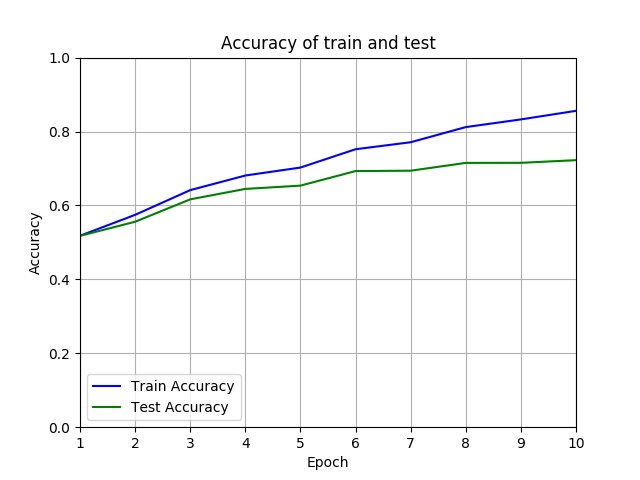 Accuracy of train and test
1.0
0.8
0.6
0.4
0.2
0.0
Accuracy
Train Accuracy
Test Accuracy
1 2 3 4 5 6 7 8 9 10
Epoch